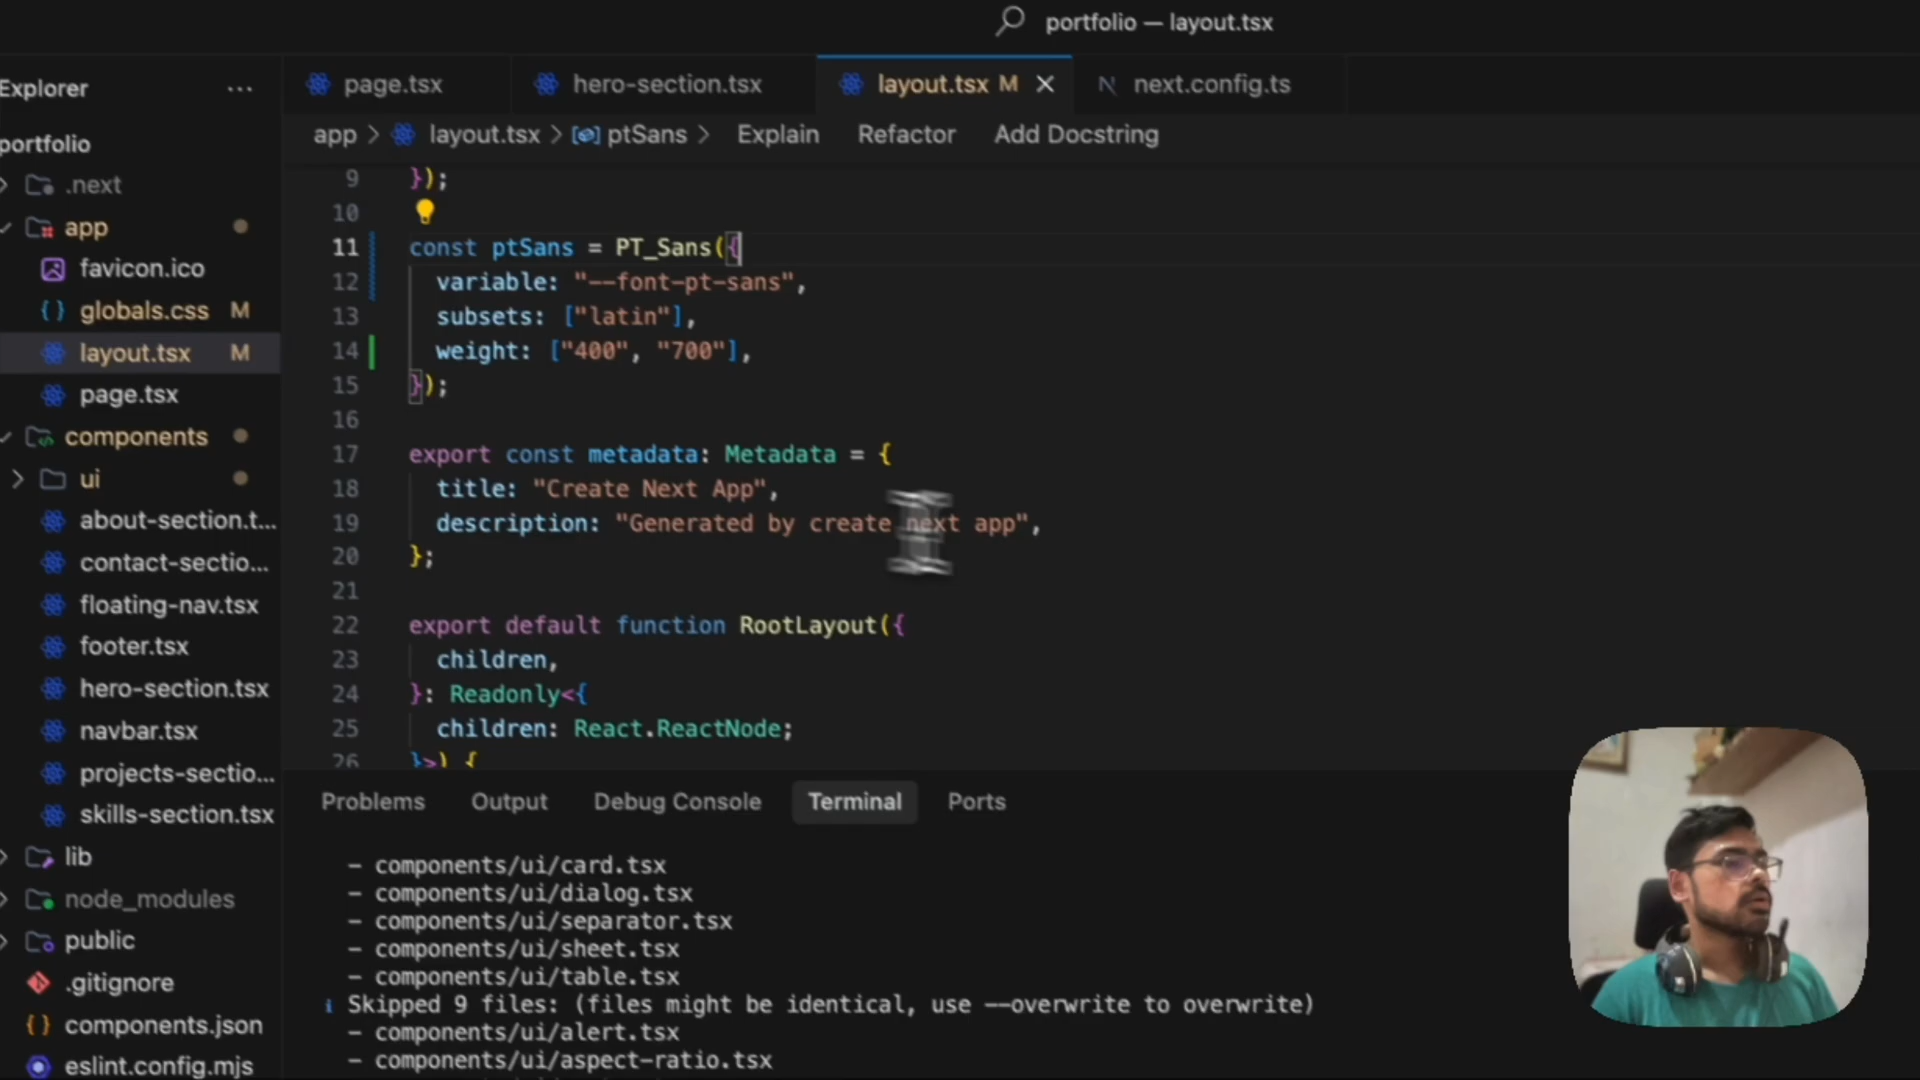 portfolio — layout.tsx
Explorer ...
page.tsx hero-section.tsx layout.tsx M next.config.ts
app > layout.tsx > ptSans > Explain Refactor Add Docstring
portfolio
.next
app
favicon.ico
globals.css M
layout.tsx M
page.tsx
components
ui
about-section.t...
contact-sectio...
floating-nav.tsx
footer.tsx
hero-section.tsx
navbar.tsx
projects-sectio...
skills-section.tsx
lib
node_modules
public
.gitignore
components.json
eslint.config.mjs
9 });
10
11 const ptSans = PT_Sans({
12 variable: "--font-pt-sans",
13 subsets: ["latin"],
14 weight: ["400", "700"],
15 });
16
17 export const metadata: Metadata = {
18 title: "Create Next App",
19 description: "Generated by create next app",
20 };
21
22 export default function RootLayout({
23 children,
24 }: Readonly<{
25 children: React.ReactNode;
26 }>) {
Problems Output Debug Console Terminal Ports
- components/ui/card.tsx
- components/ui/dialog.tsx
- components/ui/separator.tsx
- components/ui/sheet.tsx
- components/ui/table.tsx
i Skipped 9 files: (files might be identical, use --overwrite to overwrite)
- components/ui/alert.tsx
- components/ui/aspect-ratio.tsx